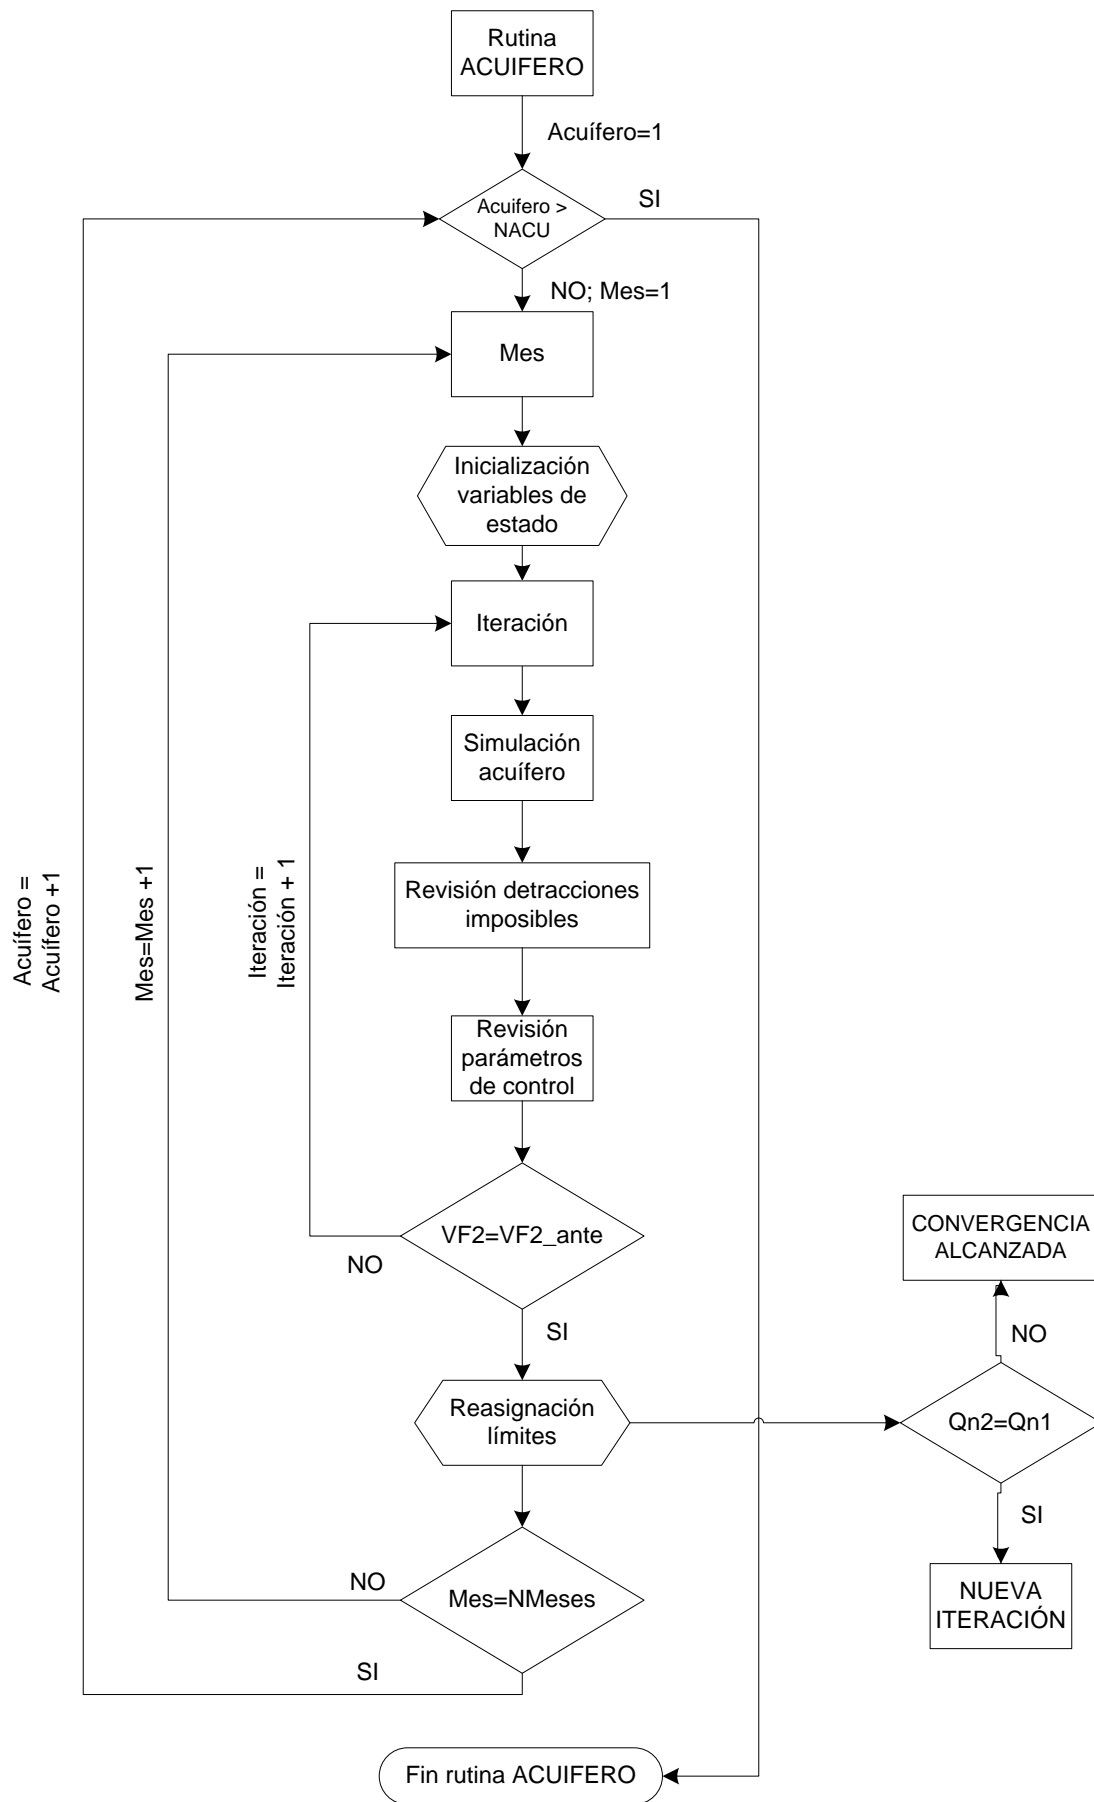 Rutina
ACUIFERO
Acuífero=1
Acuifero >
NACU
SI
NO; Mes=1
Mes
Inicialización
variables de
estado
Iteración
Simulación
acuífero
Revisión detracciones
imposibles
Revisión
parámetros
de control
Acuífero =
Acuífero +1
Mes=Mes +1
Iteración =
Iteración + 1
VF2=VF2_ante
NO
SI
CONVERGENCIA
ALCANZADA
NO
Reasignación
límites
Qn2=Qn1
SI
NUEVA
ITERACIÓN
NO
Mes=NMeses
SI
Fin rutina ACUIFERO